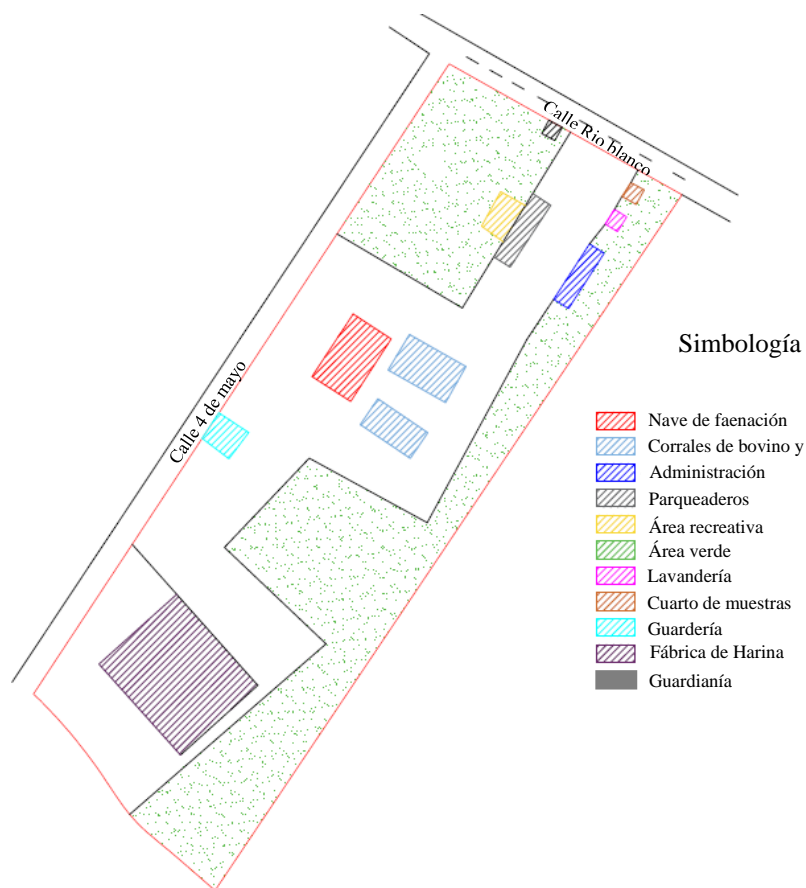 Calle Rio blanco
Calle 4 de mayo
Simbología
Nave de faenación
Corrales de bovino y
Administración
Parqueaderos
Área recreativa
Área verde
Lavandería
Cuarto de muestras
Guardería
Fábrica de Harina
Guardianía